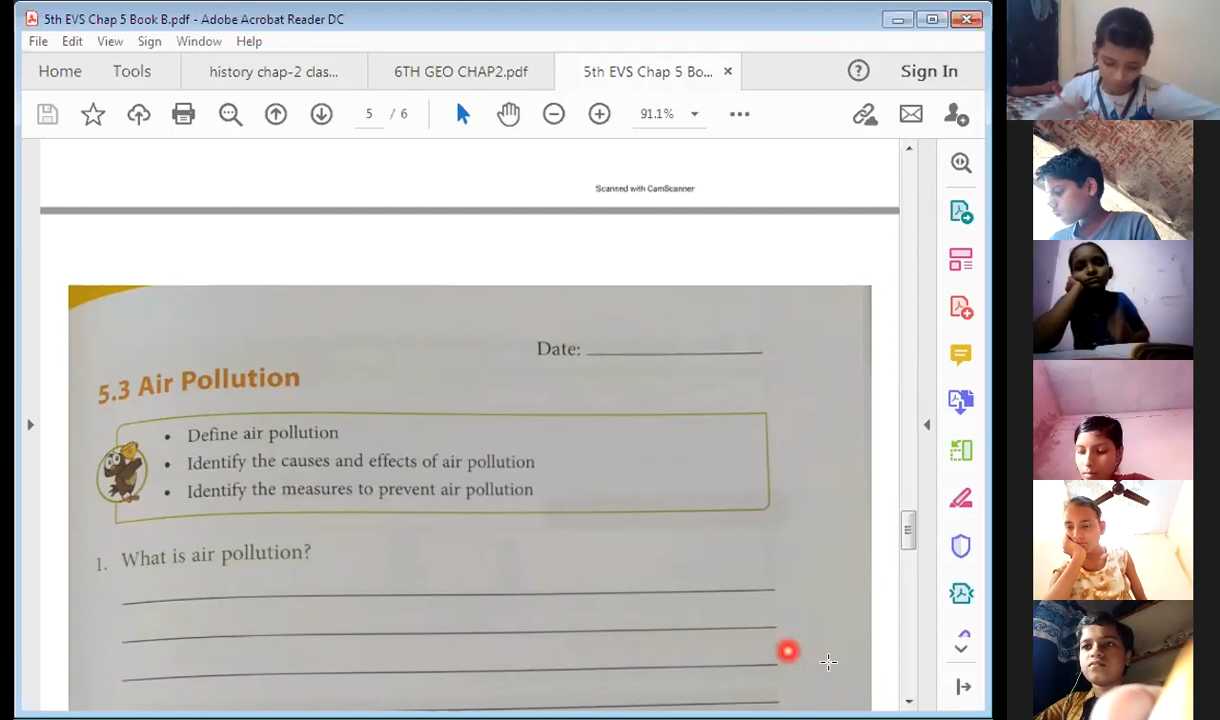 5th EVS Chap 5 Book B.pdf - Adobe Acrobat Reader DC
File Edit View Sign Window Help
Home Tools history chap-2 clas... 6TH GEO CHAP2.pdf 5th EVS Chap 5 Bo... × Sign In
5 / 6 91.1%
Scanned with CamScanner
Date:
5.3 Air Pollution
• Define air pollution
• Identify the causes and effects of air pollution
• Identify the measures to prevent air pollution
1. What is air pollution?